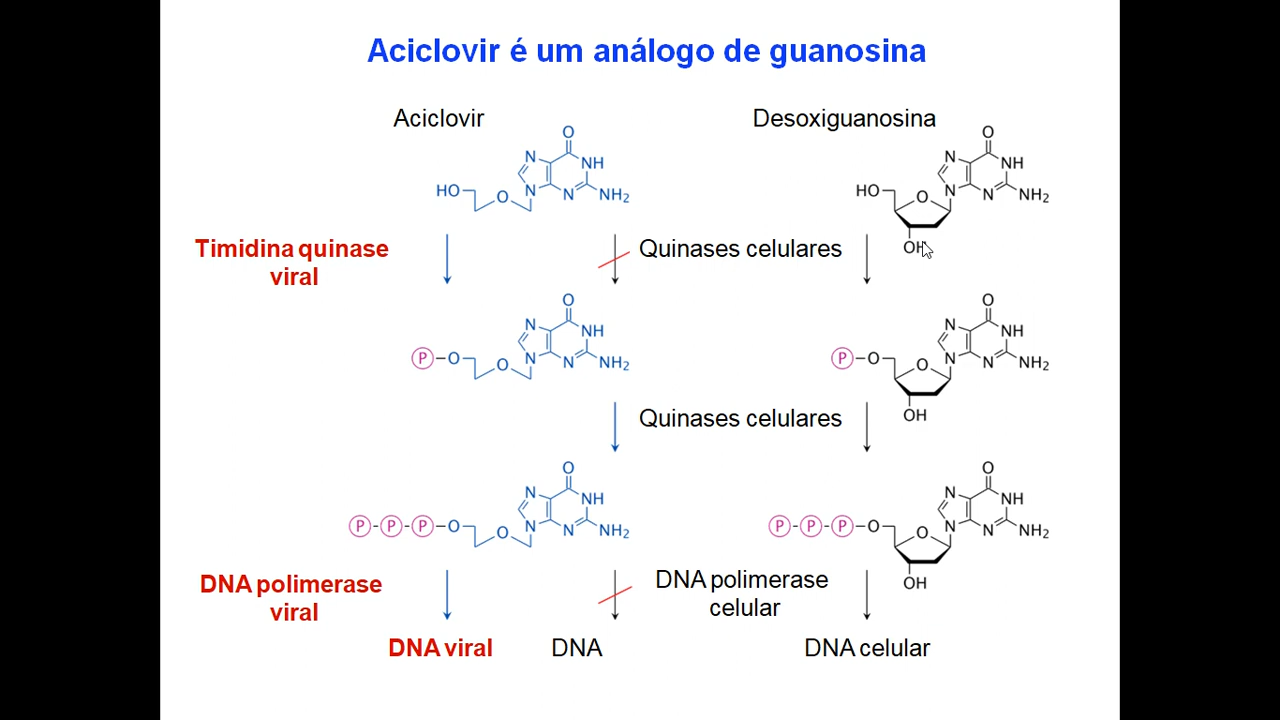 Aciclovir é um análogo de guanosina
Aciclovir
Desoxiguanosina
O
N
NH
HO
O
N
N
NH₂
O
N
NH
HO
O
N
N
NH₂
OH
Timidina quinase
viral
Quinases celulares
O
N
NH
P
O
O
N
N
NH₂
O
N
NH
P
O
O
N
N
NH₂
OH
Quinases celulares
O
N
NH
P-P-P
O
O
N
N
NH₂
O
N
NH
P-P-P
O
O
N
N
NH₂
OH
DNA polimerase
viral
DNA polimerase
celular
DNA viral
DNA
DNA celular